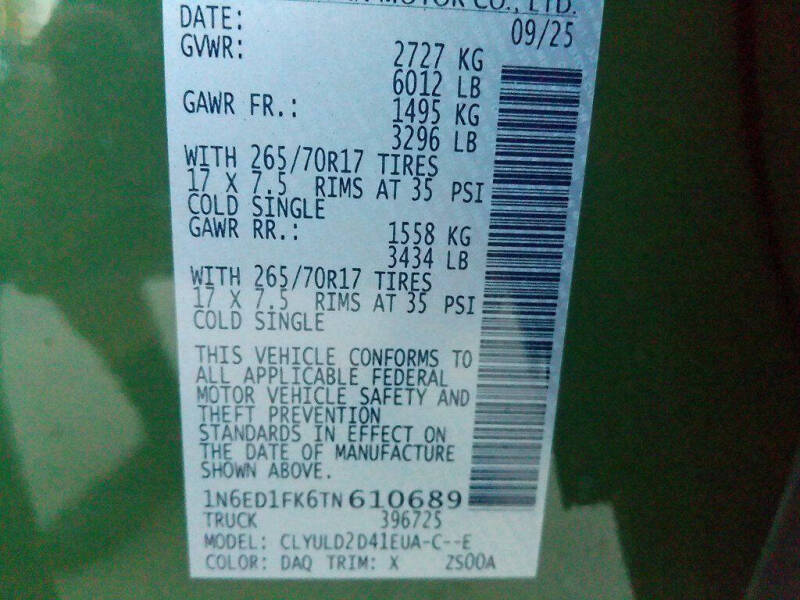 MOTOR CO., LTD.
DATE: 09/25
GVWR: 2727 KG
6012 LB
GAWR FR.: 1495 KG
3296 LB
WITH 265/70R17 TIRES
17 X 7.5 RIMS AT 35 PSI
COLD SINGLE
GAWR RR.: 1558 KG
3434 LB
WITH 265/70R17 TIRES
17 X 7.5 RIMS AT 35 PSI
COLD SINGLE
THIS VEHICLE CONFORMS TO
ALL APPLICABLE FEDERAL
MOTOR VEHICLE SAFETY AND
THEFT PREVENTION
STANDARDS IN EFFECT ON
THE DATE OF MANUFACTURE
SHOWN ABOVE.
1N6ED1FK6TN610689
TRUCK 396725
MODEL: CLYULD2D41EUA-C--E
COLOR: DAQ TRIM: X ZS00A